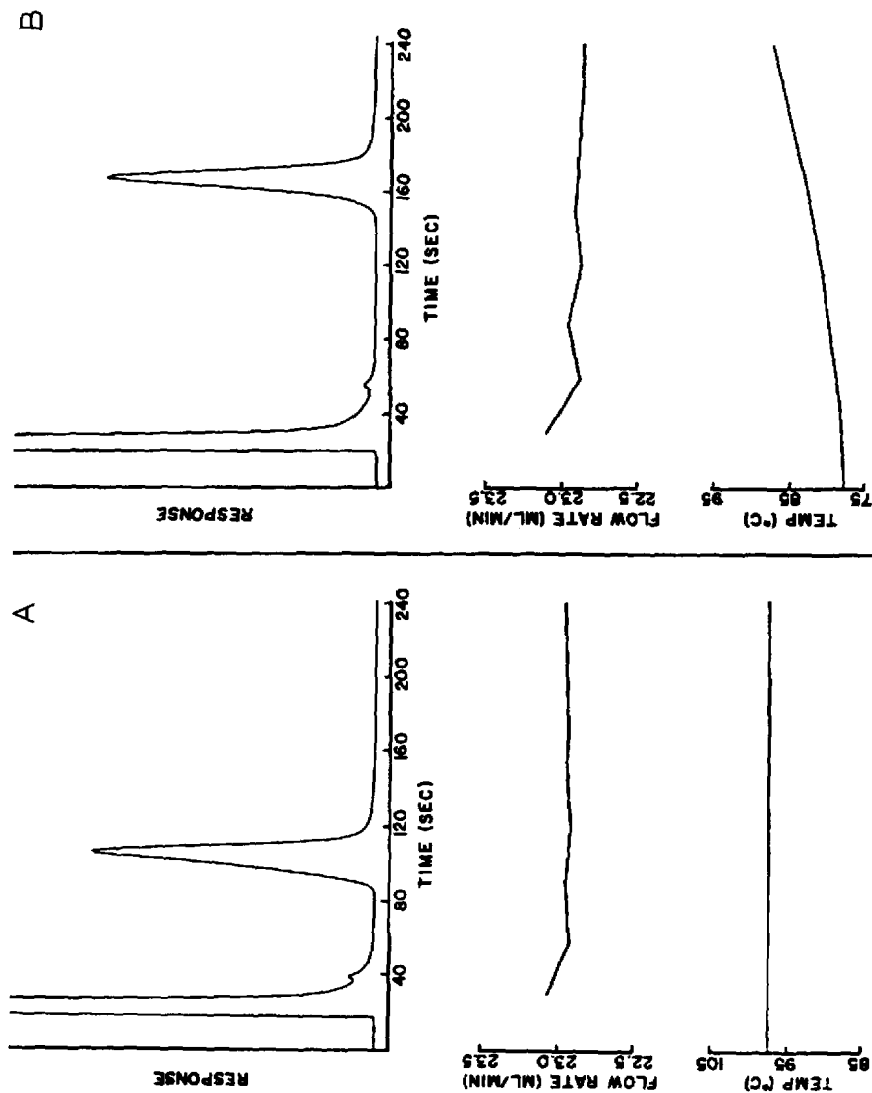 A
RESPONSE
40
80
120
160
200
240
TIME (SEC)
23.5
23.0
22.5
FLOW RATE (ML/MIN)
105
95
85
TEMP (°C)
B
RESPONSE
40
80
120
160
200
240
TIME (SEC)
23.5
23.0
22.5
FLOW RATE (ML/MIN)
95
85
75
TEMP (°C)